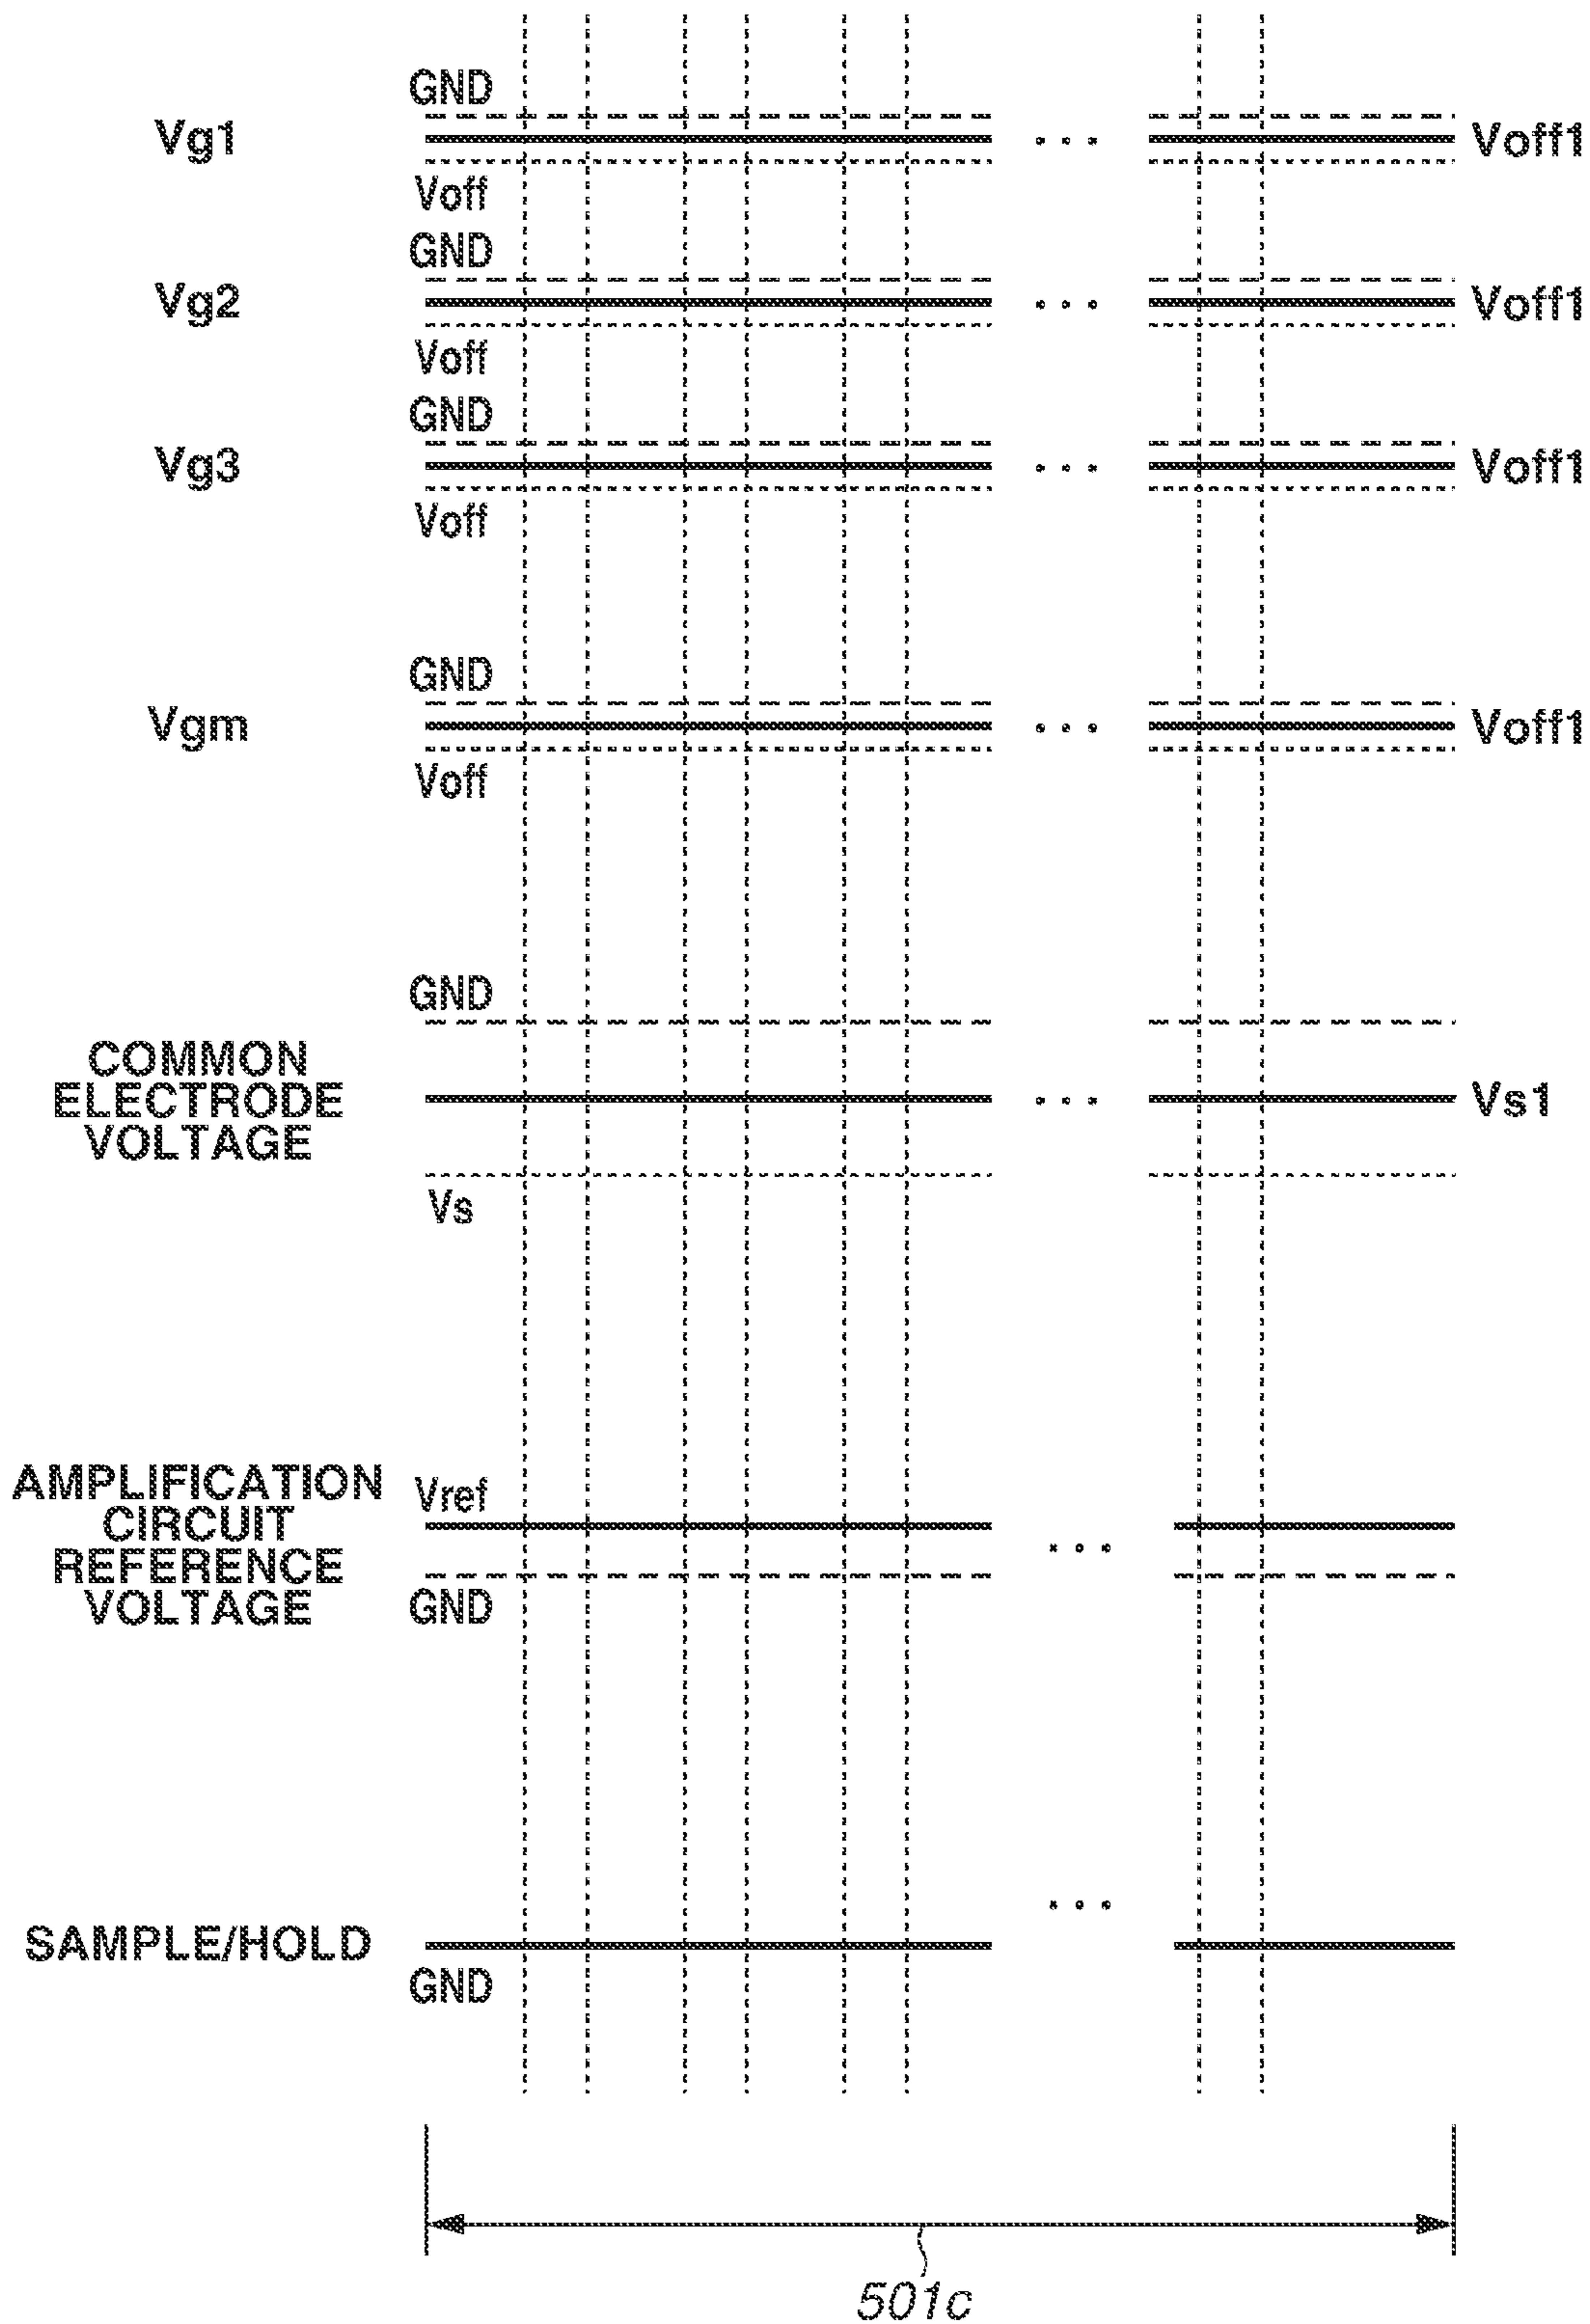 GND
Vg1
Voff1
Voff
GND
Vg2
Voff1
Voff
GND
Vg3
Voff1
Voff
GND
Vgm
Voff1
Voff
GND
COMMON
ELECTRODE
VOLTAGE
Vs1
Vs
AMPLIFICATION
CIRCUIT
REFERENCE
VOLTAGE
Vref
GND
SAMPLE/HOLD
GND
501c